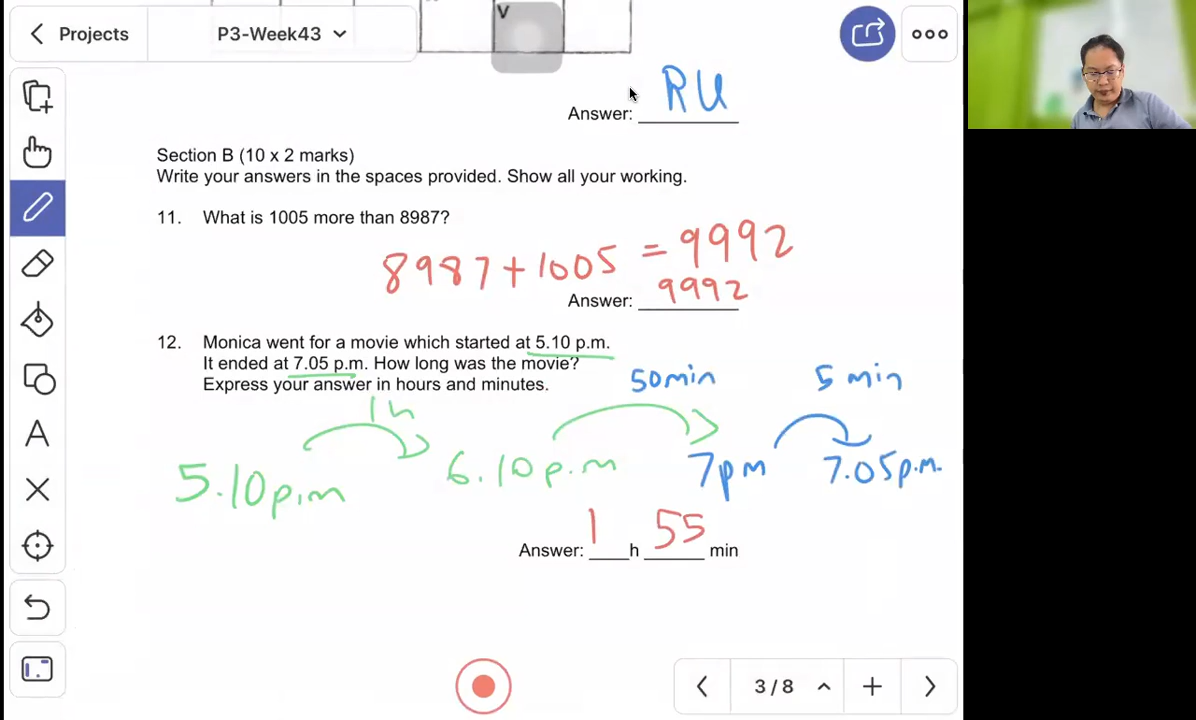 Projects
P3-Week43
V
Answer: RU
Section B (10 x 2 marks)
Write your answers in the spaces provided. Show all your working.
11. What is 1005 more than 8987?
8987 + 1005 = 9992
Answer: 9992
12. Monica went for a movie which started at 5.10 p.m.
It ended at 7.05 p.m. How long was the movie?
Express your answer in hours and minutes.
1h 50min 5 min
5.10p.m 6.10p.m 7pm 7.05p.m.
Answer: 1 h 55 min
A
3 / 8